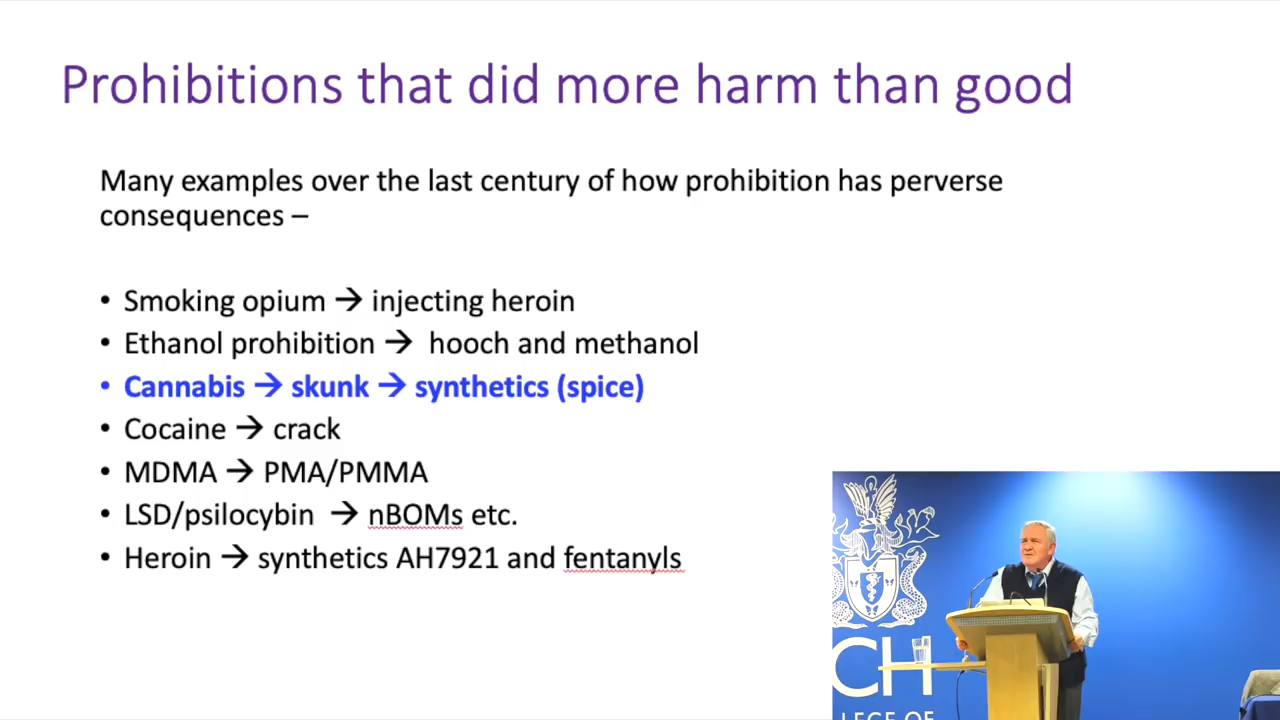 Prohibitions that did more harm than good
Many examples over the last century of how prohibition has perverse
consequences –
• Smoking opium → injecting heroin
• Ethanol prohibition → hooch and methanol
• Cannabis → skunk → synthetics (spice)
• Cocaine → crack
• MDMA → PMA/PMMA
• LSD/psilocybin → nBOMs etc.
• Heroin → synthetics AH7921 and fentanyls
CH
LEGE OF